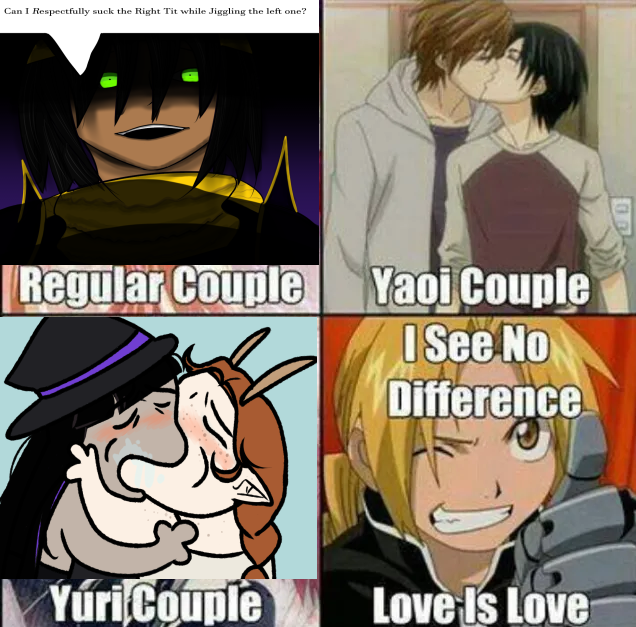 Can I Respectfully suck the Right Tit while Jiggling the left one?
Regular Couple
Yaoi Couple
I See No
Difference
Yuri Couple
Love Is Love